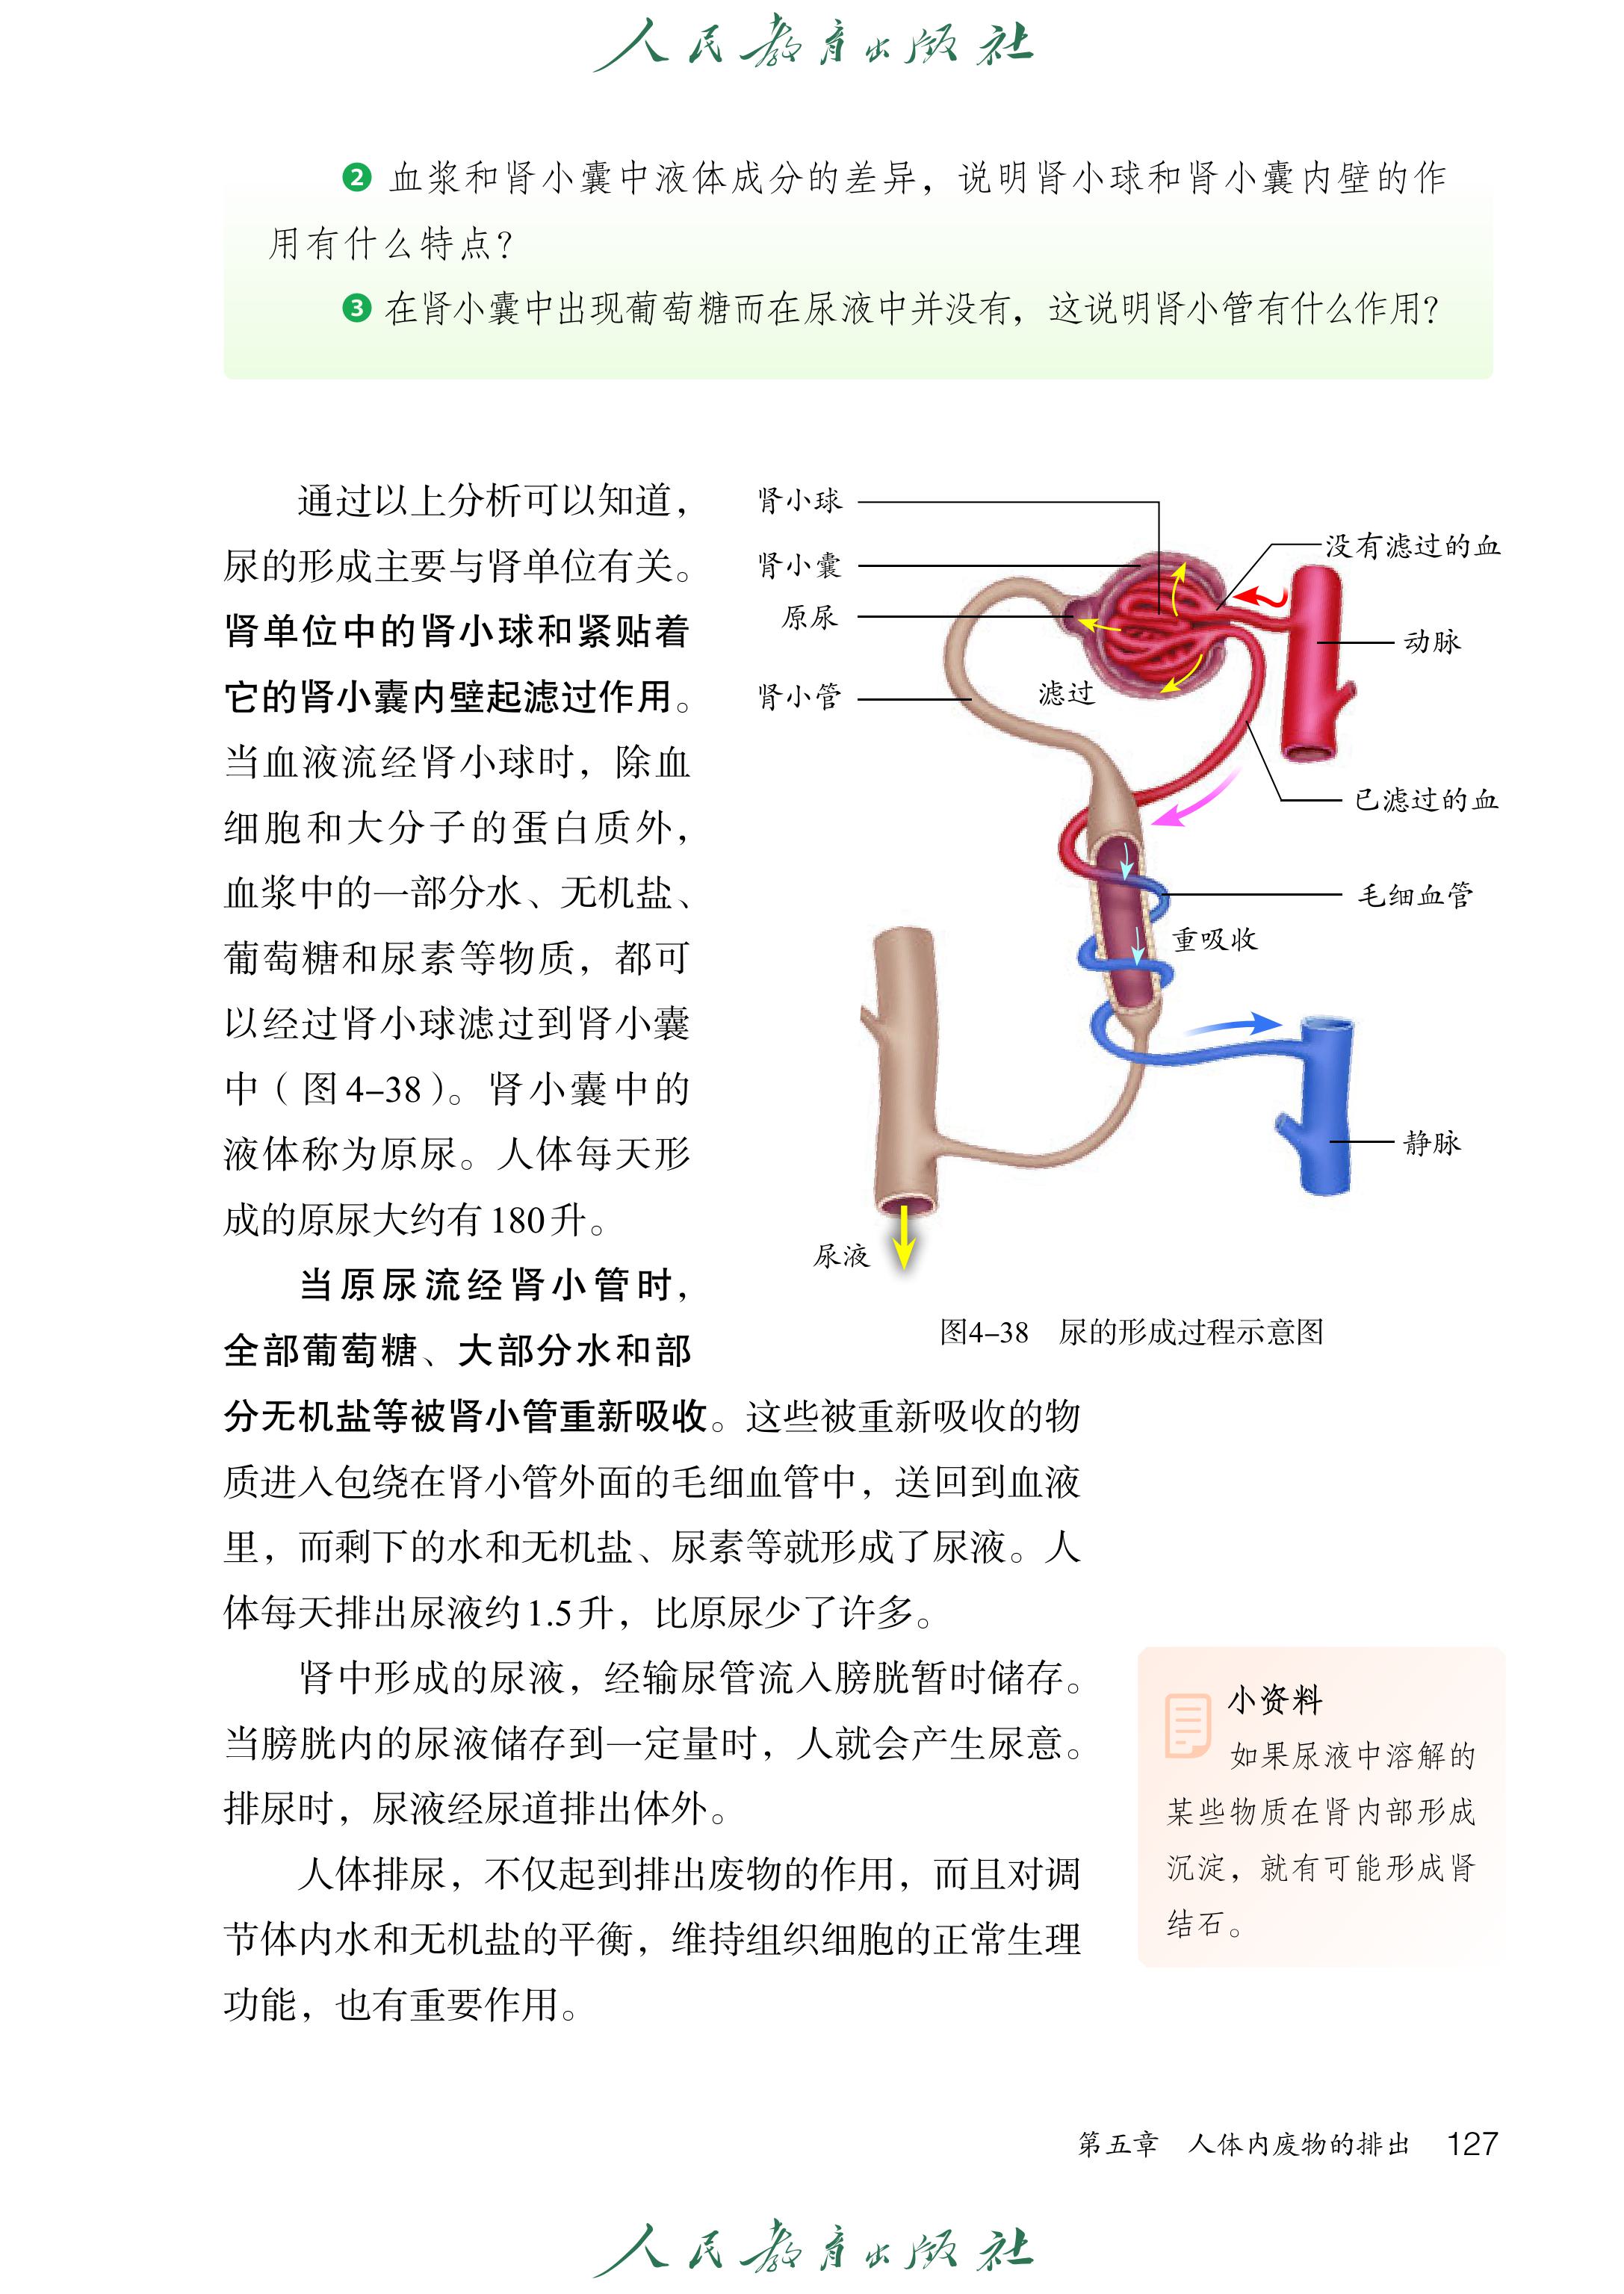 人民教育出版社
❷ 血浆和肾小囊中液体成分的差异，说明肾小球和肾小囊内壁的作
用有什么特点？
❸ 在肾小囊中出现葡萄糖而在尿液中并没有，这说明肾小管有什么作用？
通过以上分析可以知道，
尿的形成主要与肾单位有关。
肾单位中的肾小球和紧贴着
它的肾小囊内壁起滤过作用。
当血液流经肾小球时，除血
细胞和大分子的蛋白质外，
血浆中的一部分水、无机盐、
葡萄糖和尿素等物质，都可
以经过肾小球滤过到肾小囊
中（图4-38）。肾小囊中的
液体称为原尿。人体每天形
成的原尿大约有180升。
当原尿流经肾小管时，
全部葡萄糖、大部分水和部
分无机盐等被肾小管重新吸收。这些被重新吸收的物
质进入包绕在肾小管外面的毛细血管中，送回到血液
里，而剩下的水和无机盐、尿素等就形成了尿液。人
体每天排出尿液约1.5升，比原尿少了许多。
肾中形成的尿液，经输尿管流入膀胱暂时储存。
当膀胱内的尿液储存到一定量时，人就会产生尿意。
排尿时，尿液经尿道排出体外。
人体排尿，不仅起到排出废物的作用，而且对调
节体内水和无机盐的平衡，维持组织细胞的正常生理
功能，也有重要作用。
肾小球
肾小囊
原尿
肾小管
滤过
没有滤过的血
动脉
已滤过的血
毛细血管
重吸收
静脉
尿液
图4-38 尿的形成过程示意图
小资料
如果尿液中溶解的
某些物质在肾内部形成
沉淀，就有可能形成肾
结石。
第五章 人体内废物的排出 127
人民教育出版社